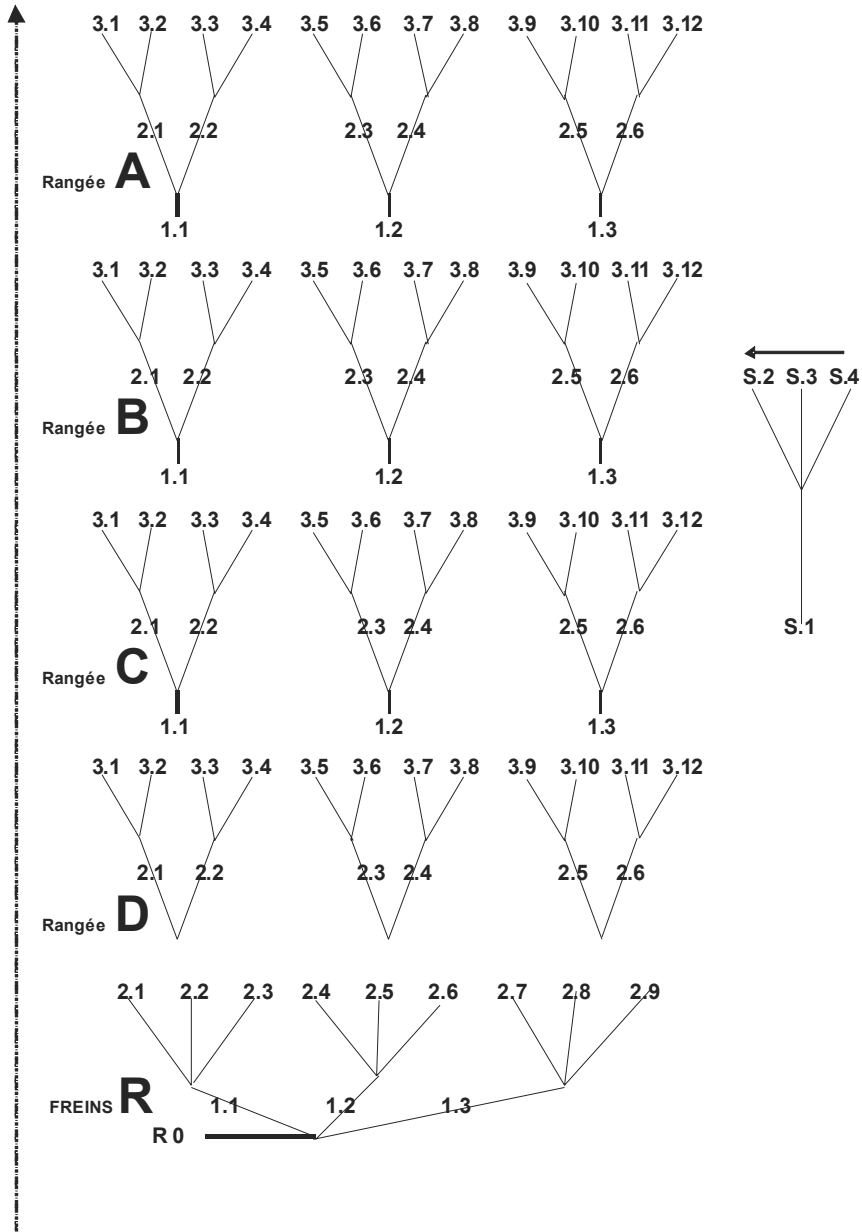 3.1 3.2 3.3 3.4 3.5 3.6 3.7 3.8 3.9 3.10 3.11 3.12
2.1 2.2 2.3 2.4 2.5 2.6
Rangée A
1.1 1.2 1.3
3.1 3.2 3.3 3.4 3.5 3.6 3.7 3.8 3.9 3.10 3.11 3.12
2.1 2.2 2.3 2.4 2.5 2.6
Rangée B
1.1 1.2 1.3
S.2 S.3 S.4
S.1
3.1 3.2 3.3 3.4 3.5 3.6 3.7 3.8 3.9 3.10 3.11 3.12
2.1 2.2 2.3 2.4 2.5 2.6
Rangée C
1.1 1.2 1.3
3.1 3.2 3.3 3.4 3.5 3.6 3.7 3.8 3.9 3.10 3.11 3.12
2.1 2.2 2.3 2.4 2.5 2.6
Rangée D
2.1 2.2 2.3 2.4 2.5 2.6 2.7 2.8 2.9
FREINS R 1.1 1.2 1.3
R 0